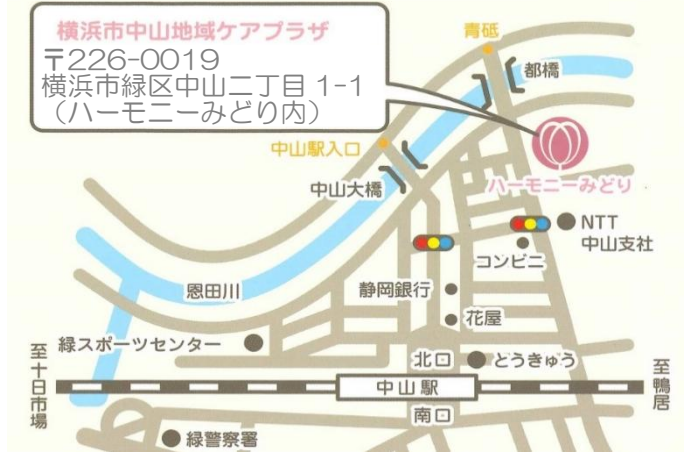 横浜市中山地域ケアプラザ
〒226-0019
横浜市緑区中山二丁目 1-1
（ハーモニーみどり内）
青砥
都橋
中山駅入口
中山大橋
ハーモニーみどり
NTT
中山支社
コンビニ
恩田川
静岡銀行
花屋
緑スポーツセンター
北口
とうきゅう
至十日市場
中山駅
至鴨居
南口
緑警察署